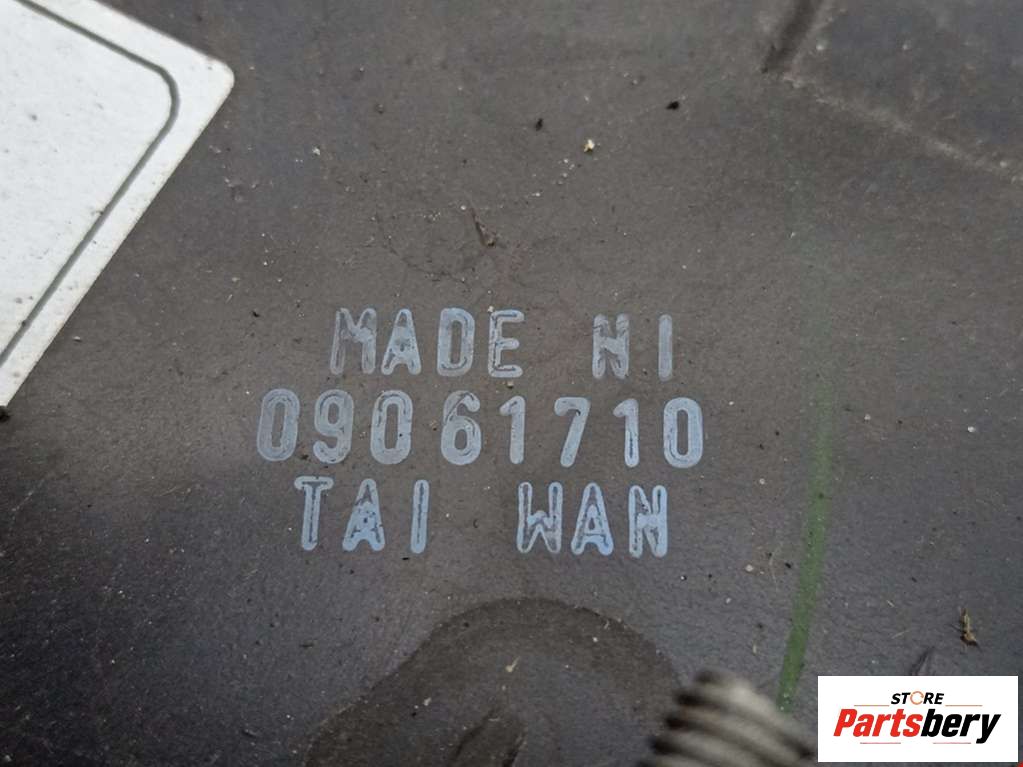 MADE NI
09061710
TAI WAN
STORE
Partsbery